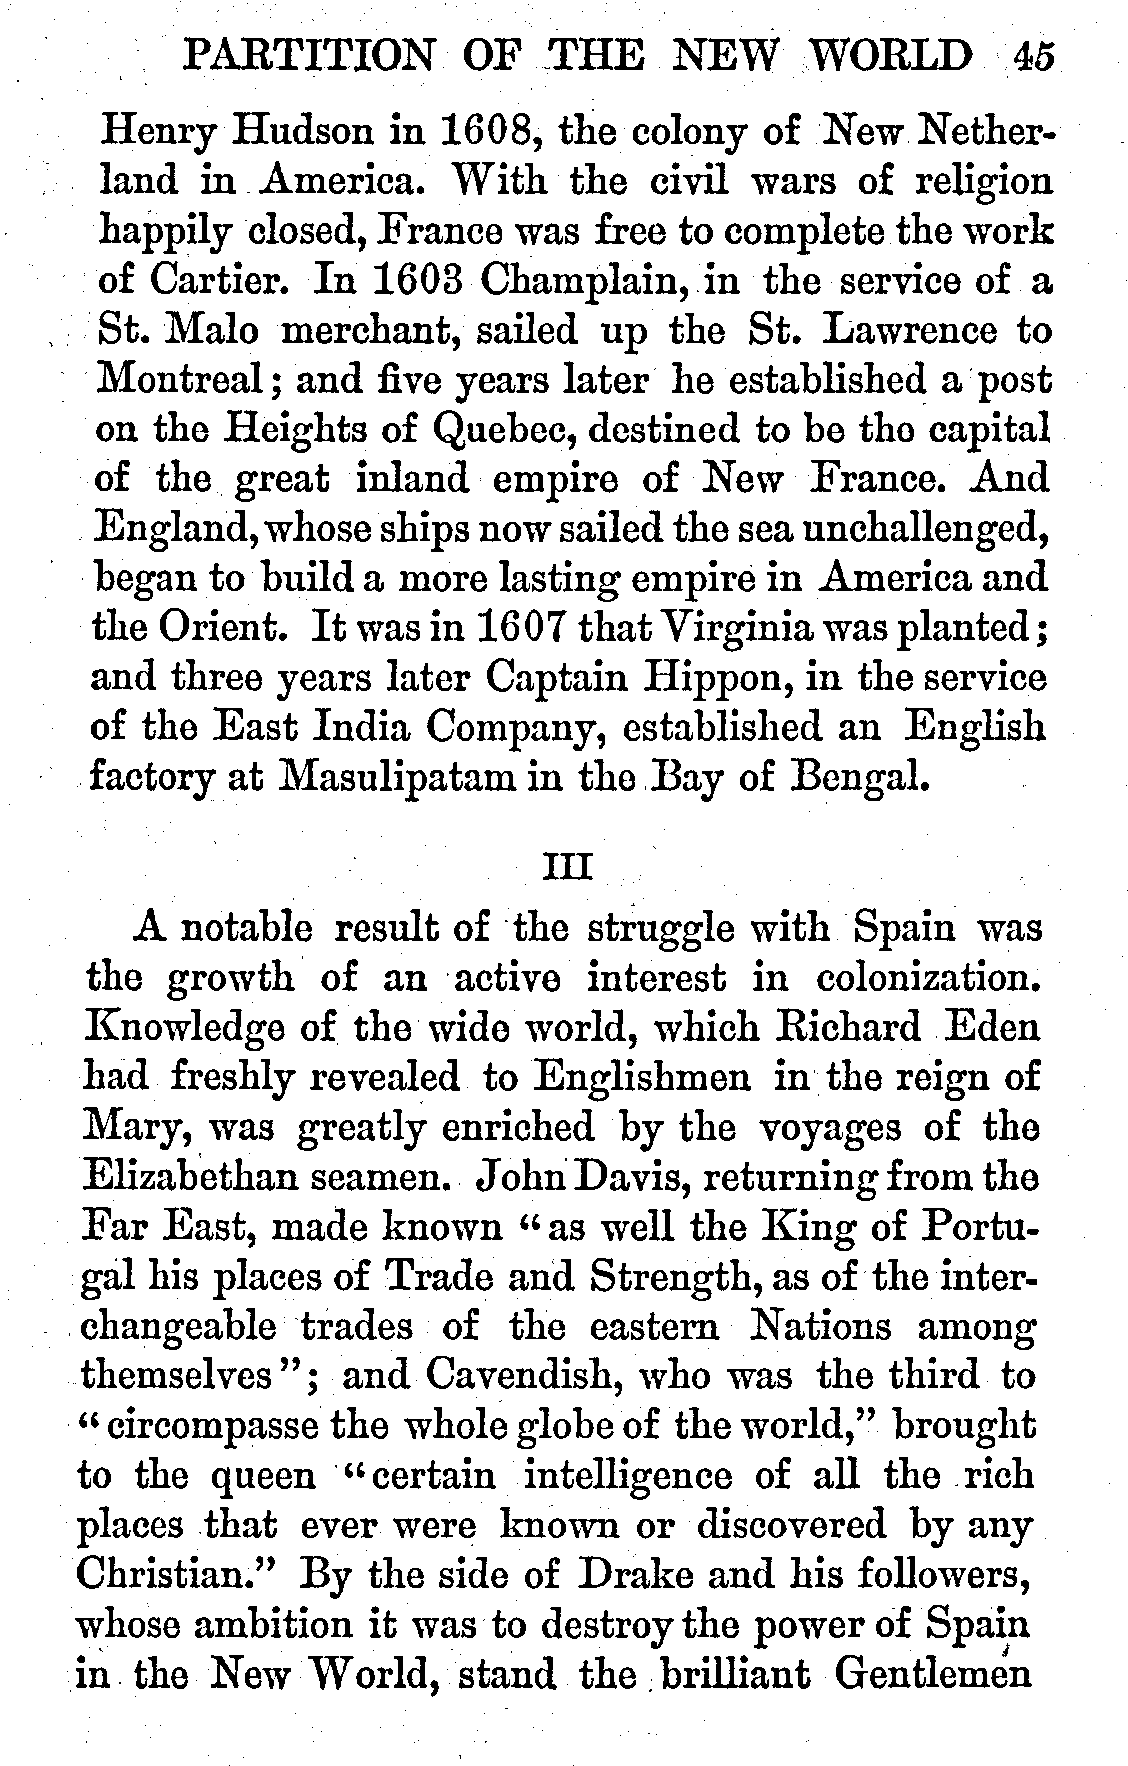 PARTITION OF THE NEW WORLD 45
Henry Hudson in 1608, the colony of New Nether-
land in America. With the civil wars of religion
happily closed, France was free to complete the work
of Cartier. In 1603 Champlain, in the service of a
St. Malo merchant, sailed up the St. Lawrence to
Montreal; and five years later he established a post
on the Heights of Quebec, destined to be the capital
of the great inland empire of New France. And
England, whose ships now sailed the sea unchallenged,
began to build a more lasting empire in America and
the Orient. It was in 1607 that Virginia was planted;
and three years later Captain Hippon, in the service
of the East India Company, established an English
factory at Masulipatam in the Bay of Bengal.
III
A notable result of the struggle with Spain was
the growth of an active interest in colonization.
Knowledge of the wide world, which Richard Eden
had freshly revealed to Englishmen in the reign of
Mary, was greatly enriched by the voyages of the
Elizabethan seamen. John Davis, returning from the
Far East, made known "as well the King of Portu-
gal his places of Trade and Strength, as of the inter-
changeable trades of the eastern Nations among
themselves"; and Cavendish, who was the third to
"circompasse the whole globe of the world," brought
to the queen "certain intelligence of all the rich
places that ever were known or discovered by any
Christian." By the side of Drake and his followers,
whose ambition it was to destroy the power of Spain
in the New World, stand the brilliant Gentlemen